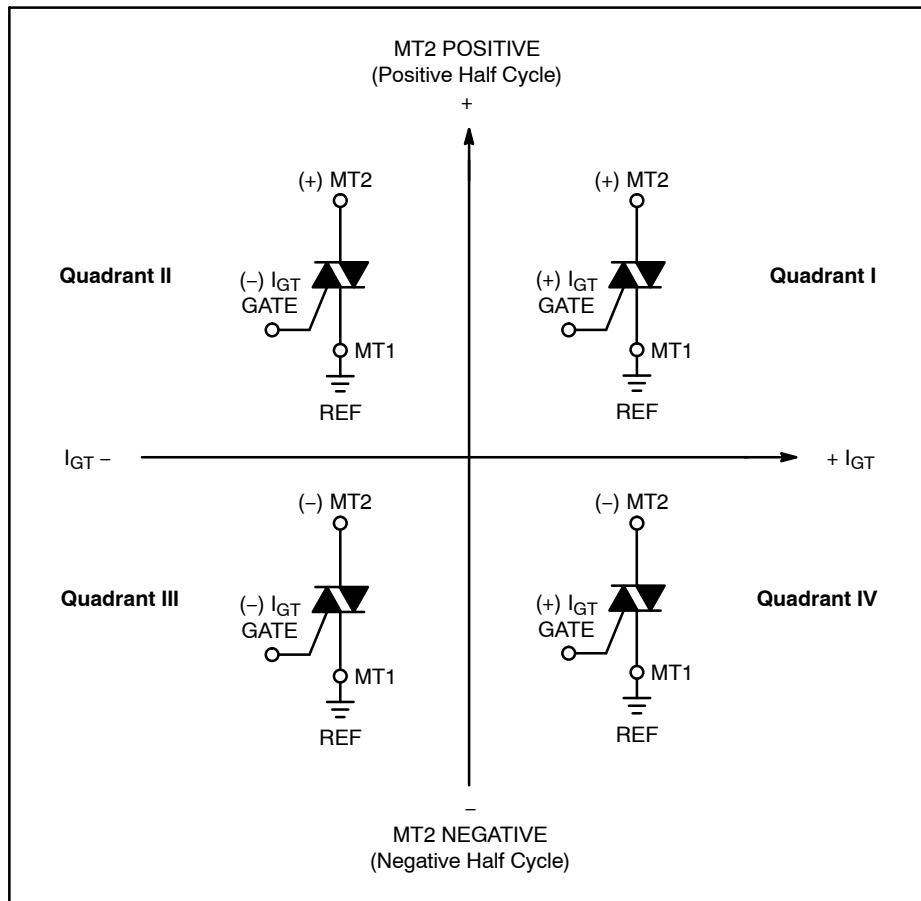 MT2 POSITIVE
(Positive Half Cycle)
+
(+) MT2
(+) MT2
Quadrant II
(−) IGT
GATE
(+) IGT
GATE
Quadrant I
MT1
MT1
REF
REF
IGT −
+ IGT
(−) MT2
(−) MT2
Quadrant III
(−) IGT
GATE
(+) IGT
GATE
Quadrant IV
MT1
MT1
REF
REF
−
MT2 NEGATIVE
(Negative Half Cycle)